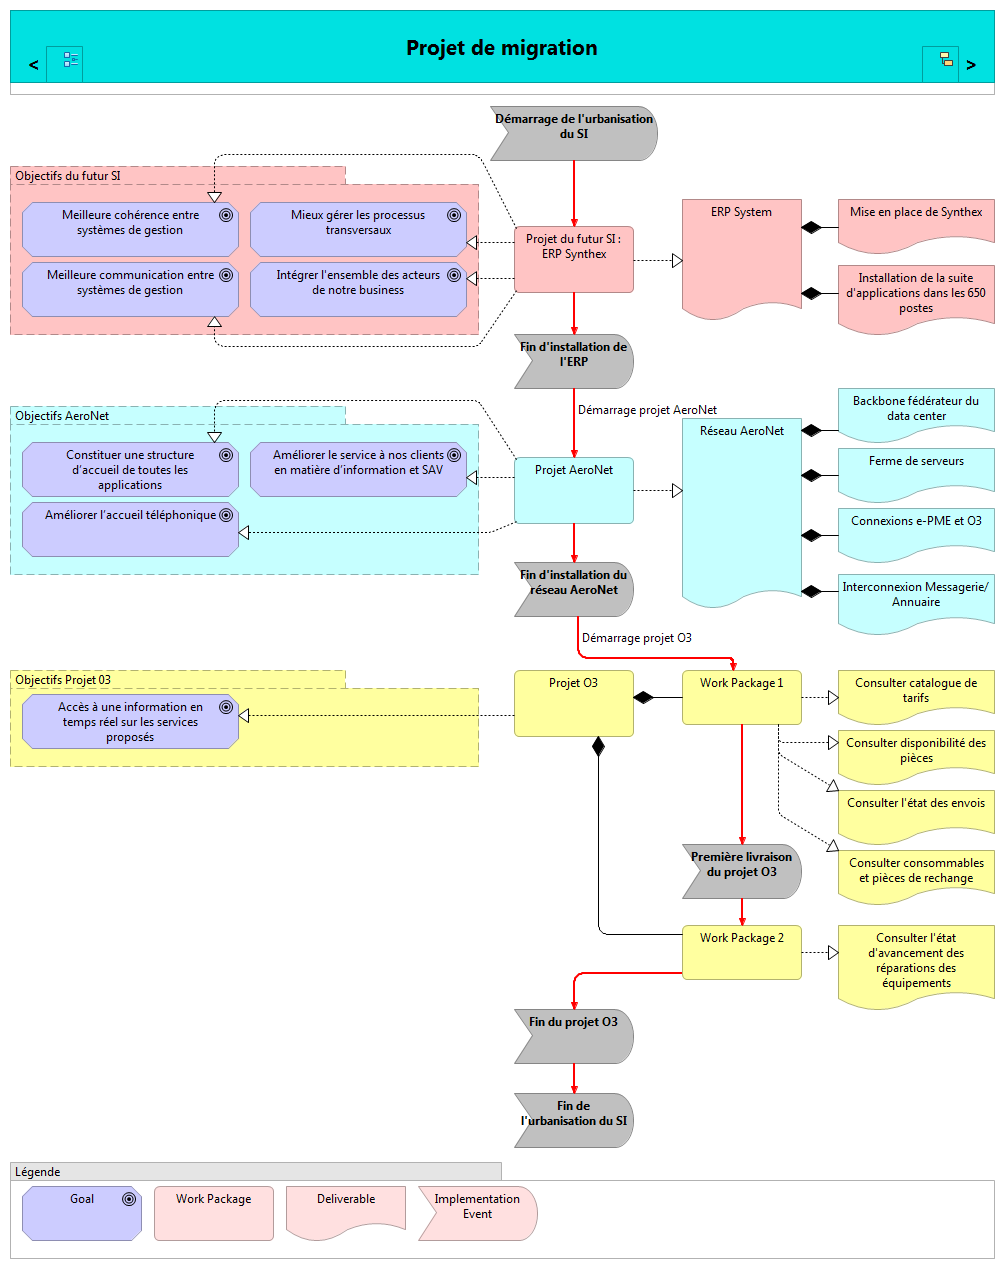 Projet de migration
<
>
Démarrage de l'urbanisation
du SI
Objectifs du futur SI
Meilleure cohérence entre
systèmes de gestion
Mieux gérer les processus
transversaux
Meilleure communication entre
systèmes de gestion
Intégrer l'ensemble des acteurs
de notre business
Projet du futur SI :
ERP Synthex
ERP System
Mise en place de Synthex
Installation de la suite
d'applications dans les 650
postes
Fin d'installation de
l'ERP
Démarrage projet AeroNet
Objectifs AeroNet
Constituer une structure
d’accueil de toutes les
applications
Améliorer le service à nos clients
en matière d’information et SAV
Améliorer l’accueil téléphonique
Projet AeroNet
Réseau AeroNet
Backbone fédérateur du
data center
Ferme de serveurs
Connexions e-PME et O3
Interconnexion Messagerie/
Annuaire
Fin d'installation du
réseau AeroNet
Démarrage projet O3
Objectifs Projet 03
Accès à une information en
temps réel sur les services
proposés
Projet O3
Work Package 1
Consulter catalogue de
tarifs
Consulter disponibilité des
pièces
Consulter l'état des envois
Consulter consommables
et pièces de rechange
Première livraison
du projet O3
Work Package 2
Consulter l'état
d'avancement des
réparations des
équipements
Fin du projet O3
Fin de
l'urbanisation du SI
Légende
Goal
Work Package
Deliverable
Implementation
Event